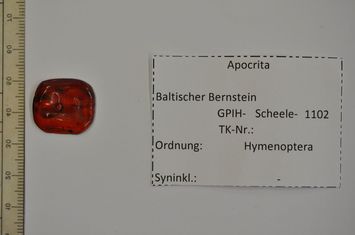 Apocrita
Baltischer Bernstein
GPIH- Scheele- 1102
TK-Nr.:
Ordnung: Hymenoptera
Syninkl.: -